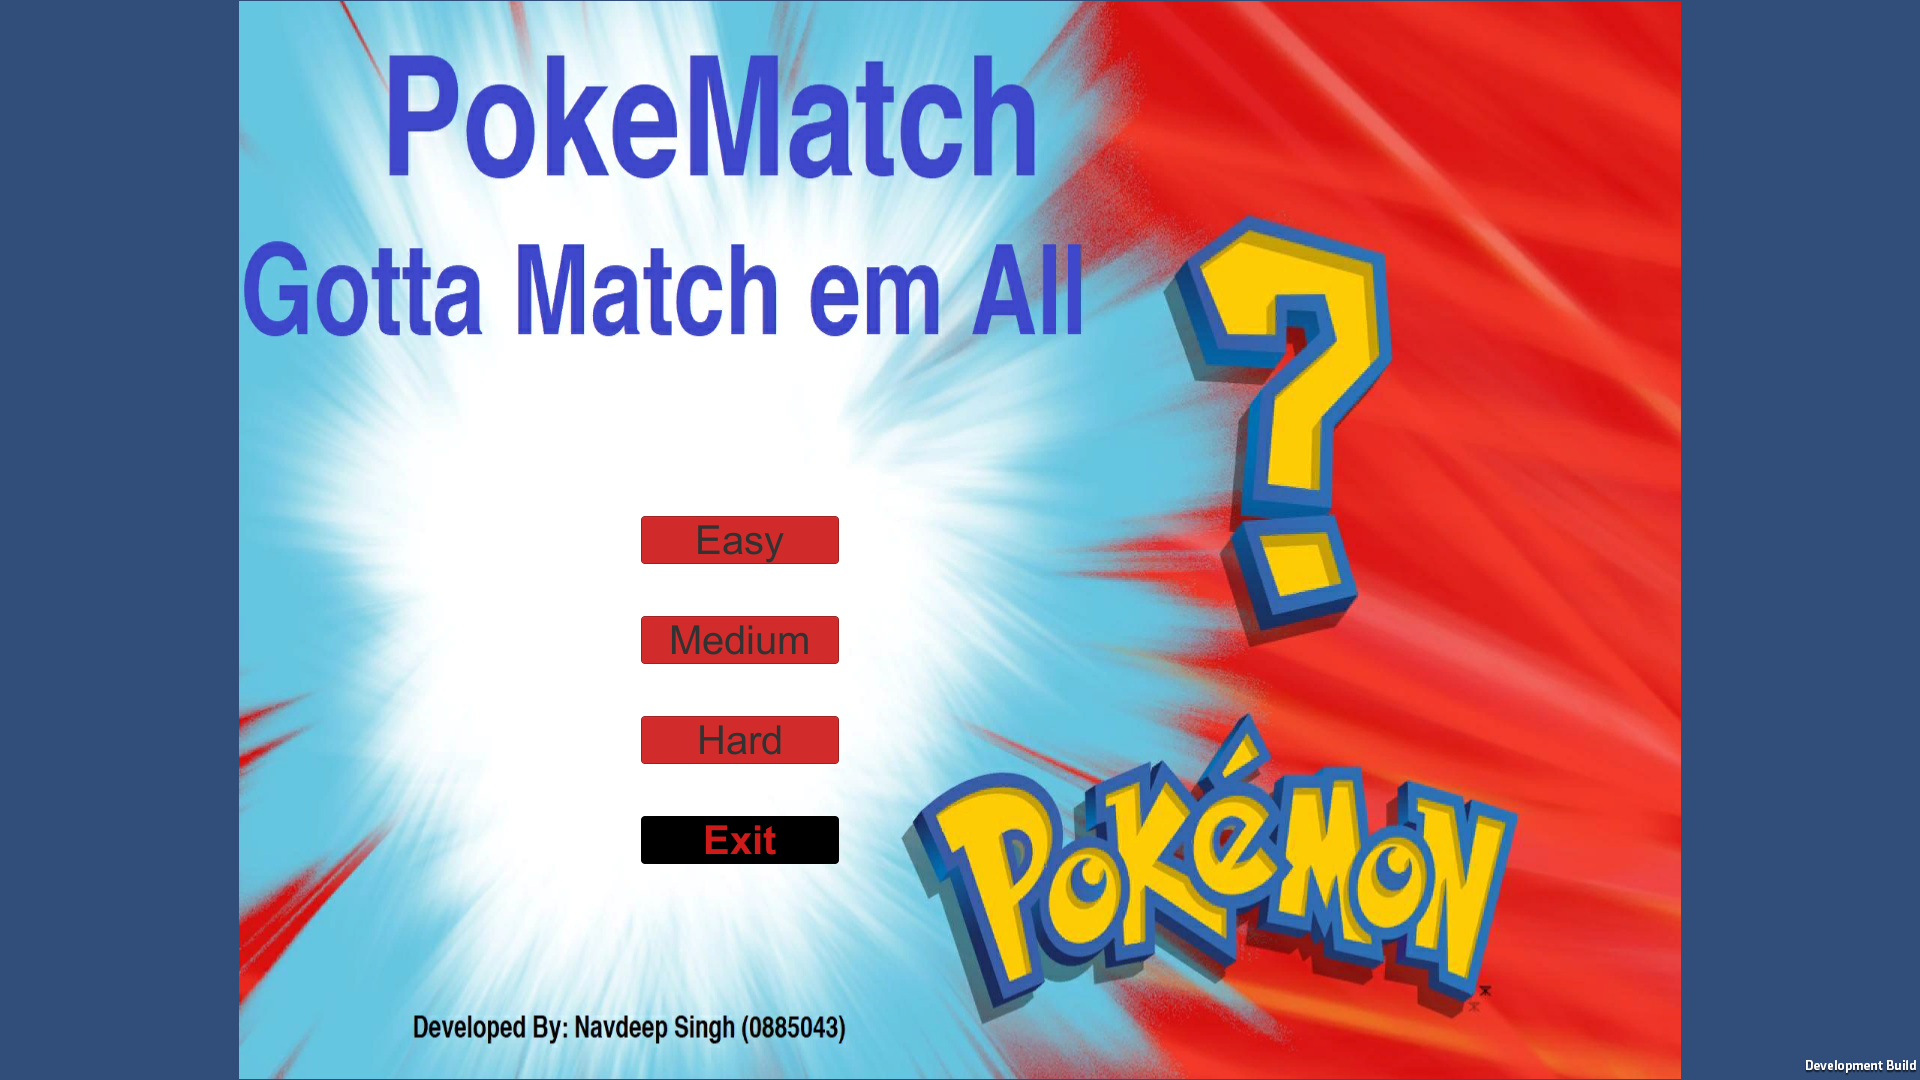 PokeMatch
Gotta Match em All
?
Easy
Medium
Hard
Exit
POKéMON
Developed By: Navdeep Singh (0885043)
Development Build